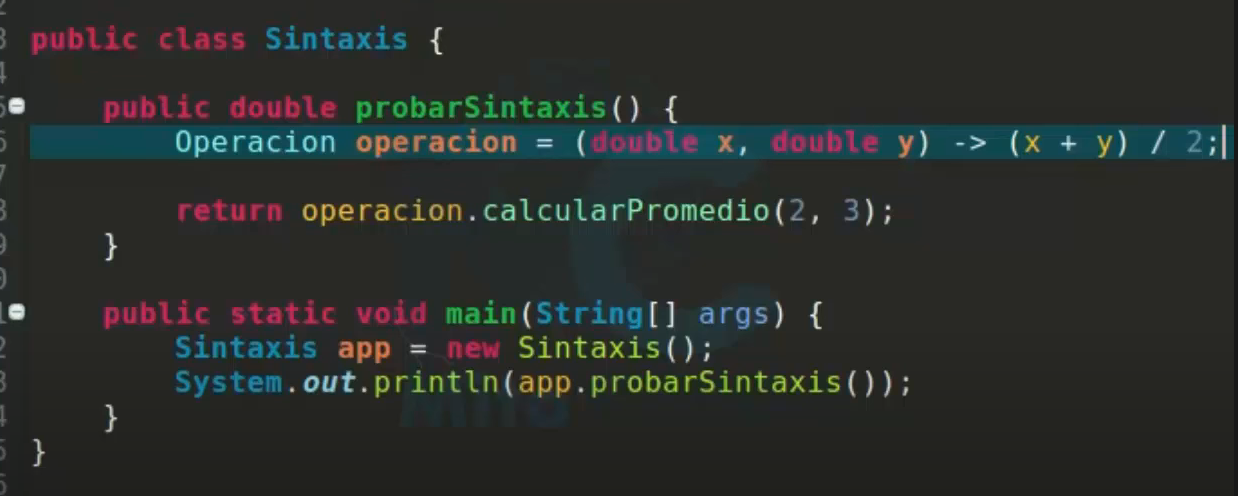 public class Sintaxis {
public double probarSintaxis() {
Operacion operacion = (double x, double y) -> (x + y) / 2;
return operacion.calcularPromedio(2, 3);
}
public static void main(String[] args) {
Sintaxis app = new Sintaxis();
System.out.println(app.probarSintaxis());
}
}